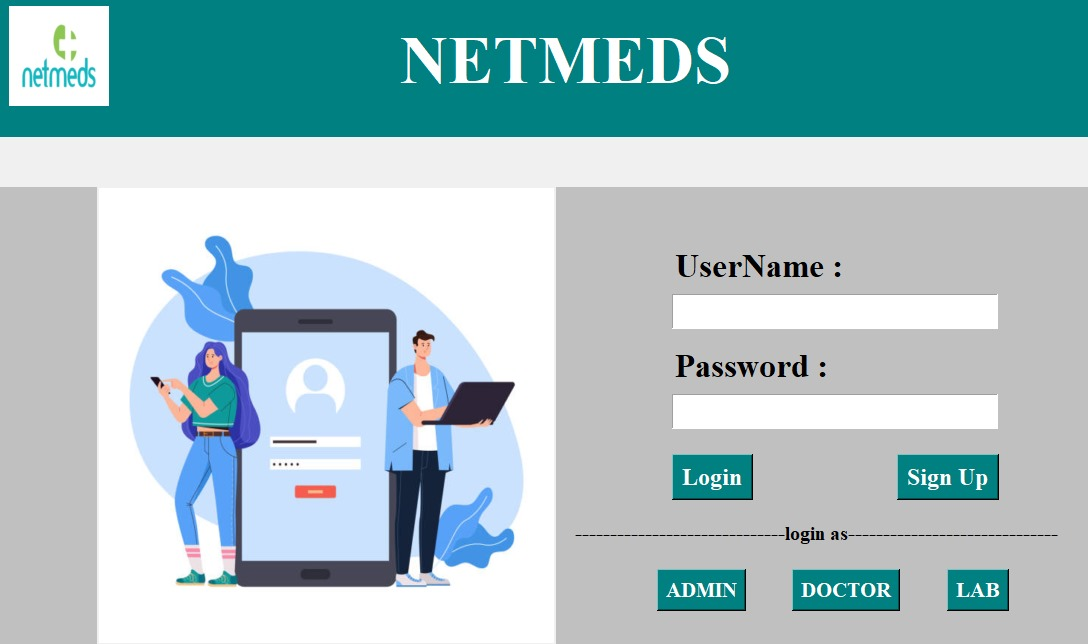 netmeds
NETMEDS
UserName :
Password :
Login
Sign Up
------------------------------login as------------------------------
ADMIN
DOCTOR
LAB